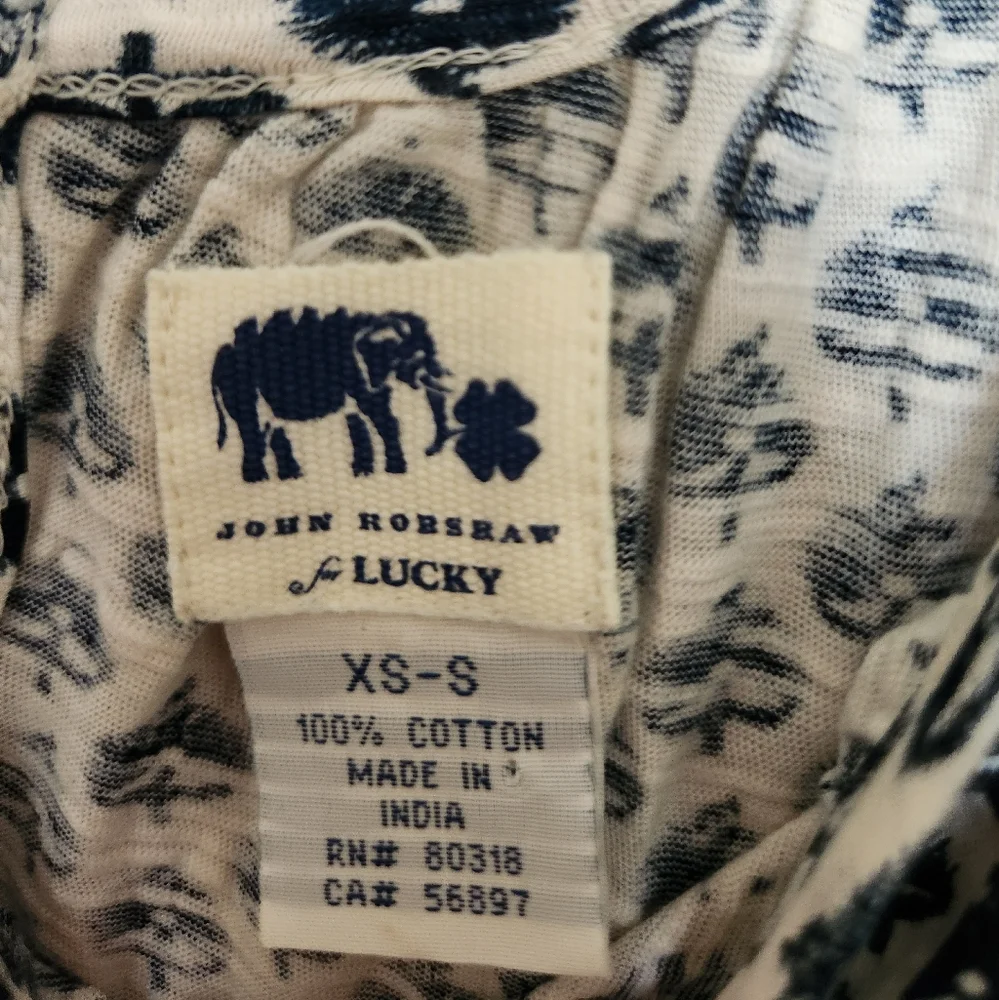 JOHN ROBSHAW
for LUCKY
XS-S
100% COTTON
MADE IN
INDIA
RN# 80318
CA# 56897